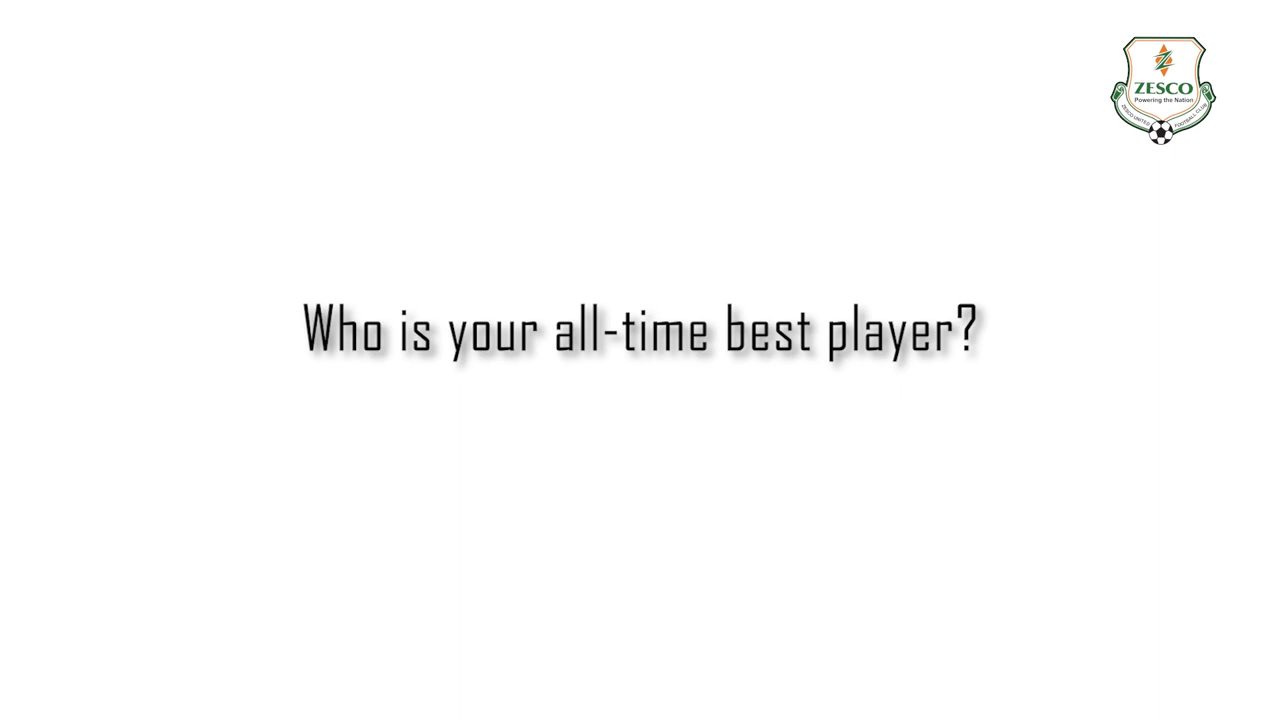 ZESCO
Powering the Nation
ZESCO UNITED FOOTBALL CLUB
Who is your all-time best player?